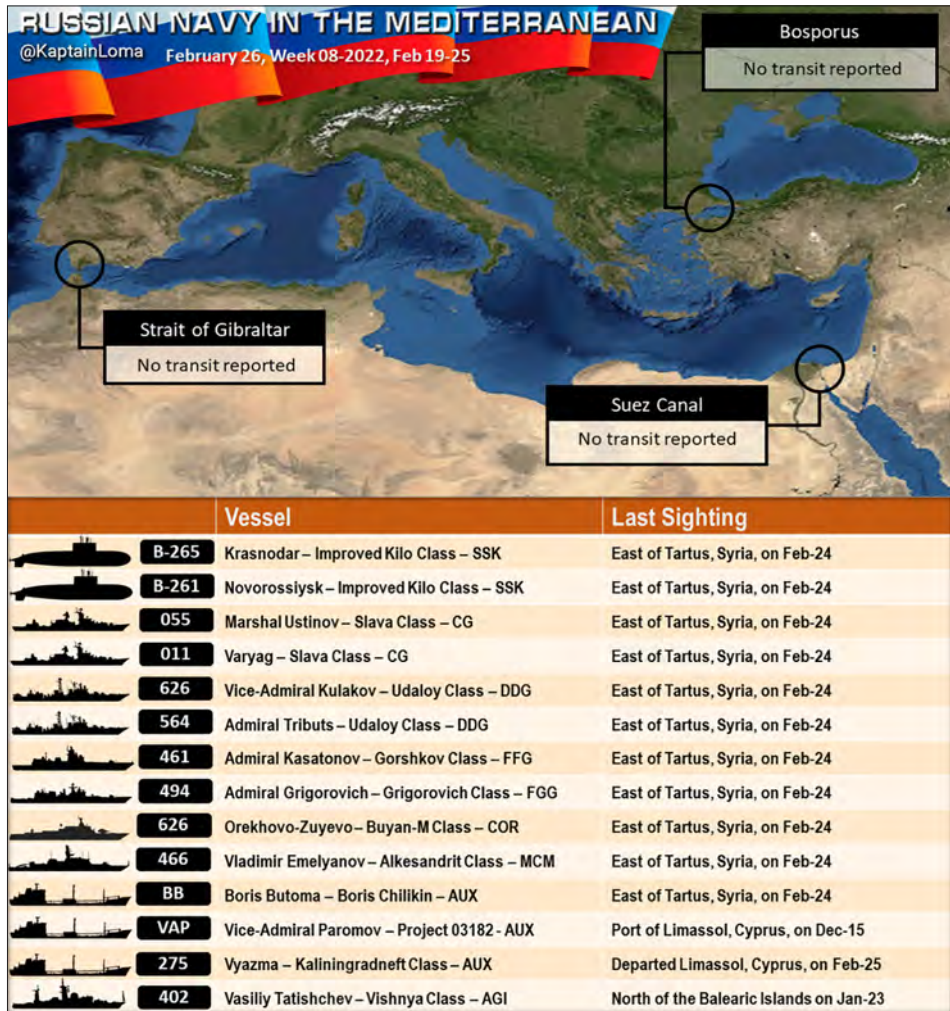 RUSSIAN NAVY IN THE MEDITERRANEAN
@KaptainLoma
February 26, Week 08-2022, Feb 19-25
Bosporus
No transit reported
Strait of Gibraltar
No transit reported
Suez Canal
No transit reported
Vessel Last Sighting
B-265 Krasnodar – Improved Kilo Class – SSK East of Tartus, Syria, on Feb-24
B-261 Novorossiysk – Improved Kilo Class – SSK East of Tartus, Syria, on Feb-24
055 Marshal Ustinov – Slava Class – CG East of Tartus, Syria, on Feb-24
011 Varyag – Slava Class – CG East of Tartus, Syria, on Feb-24
626 Vice-Admiral Kulakov – Udaloy Class – DDG East of Tartus, Syria, on Feb-24
564 Admiral Tributs – Udaloy Class – DDG East of Tartus, Syria, on Feb-24
461 Admiral Kasatonov – Gorshkov Class – FFG East of Tartus, Syria, on Feb-24
494 Admiral Grigorovich – Grigorovich Class – FGG East of Tartus, Syria, on Feb-24
626 Orekhovo-Zuyevo – Buyan-M Class – COR East of Tartus, Syria, on Feb-24
466 Vladimir Emelyanov – Alkesandrit Class – MCM East of Tartus, Syria, on Feb-24
BB Boris Butoma – Boris Chilikin – AUX East of Tartus, Syria, on Feb-24
VAP Vice-Admiral Paromov – Project 03182 - AUX Port of Limassol, Cyprus, on Dec-15
275 Vyazma – Kaliningradneft Class – AUX Departed Limassol, Cyprus, on Feb-25
402 Vasiliy Tatishchev – Vishnya Class – AGI North of the Balearic Islands on Jan-23